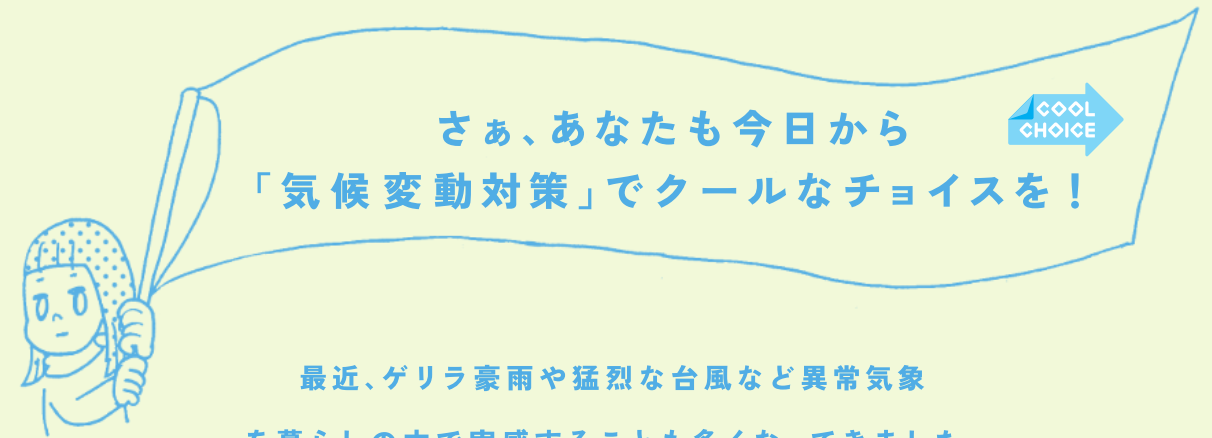 さぁ、あなたも今日から
COOL
CHOICE
「気候変動対策」でクールなチョイスを！
最近、ゲリラ豪雨や猛烈な台風など異常気象